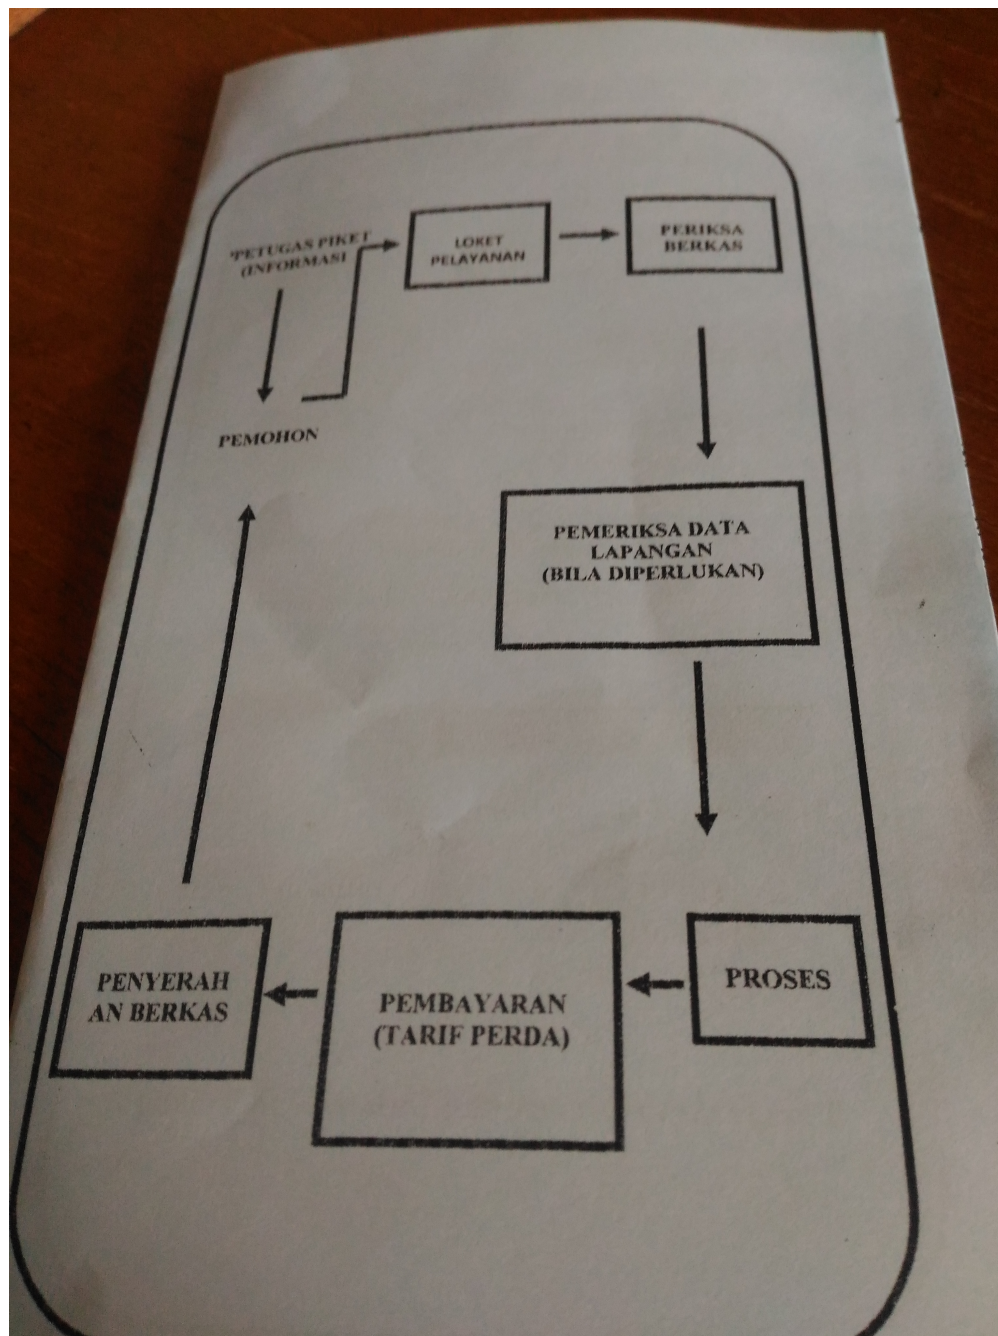 PETUGAS PIKET
(INFORMASI
LOKET
PELAYANAN
PERIKSA
BERKAS
PEMOHON
PEMERIKSA DATA
LAPANGAN
(BILA DIPERLUKAN)
PROSES
PEMBAYARAN
(TARIF PERDA)
PENYERAH
AN BERKAS